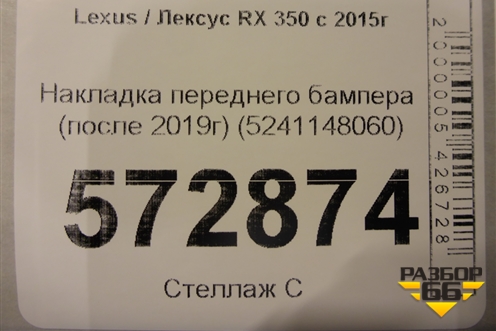 Lexus / Лексус RX 350 с 2015г
Накладка переднего бампера
(после 2019г) (5241148060)
572874
Стеллаж С
2000005426728
РАЗБОР
66